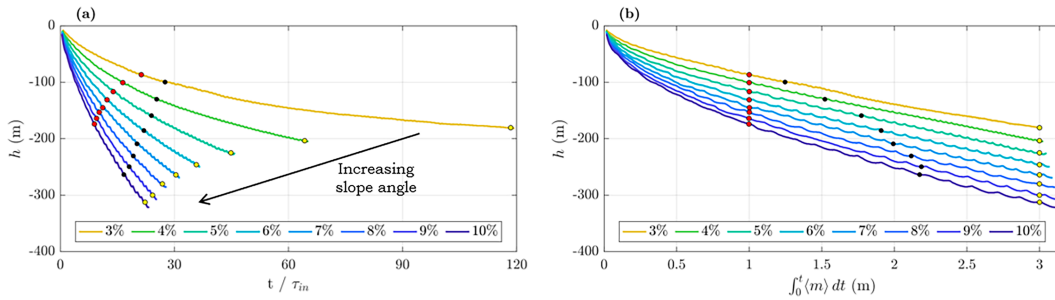 (a)
0
-100
-200
-300
-400
h (m)
Increasing
slope angle
3% 4% 5% 6% 7% 8% 9% 10%
0 30 60 90 120
t / τin
(b)
0
-100
-200
-300
-400
h (m)
3% 4% 5% 6% 7% 8% 9% 10%
0 0.5 1 1.5 2 2.5 3
∫₀ᵗ⟨m⟩ dt (m)